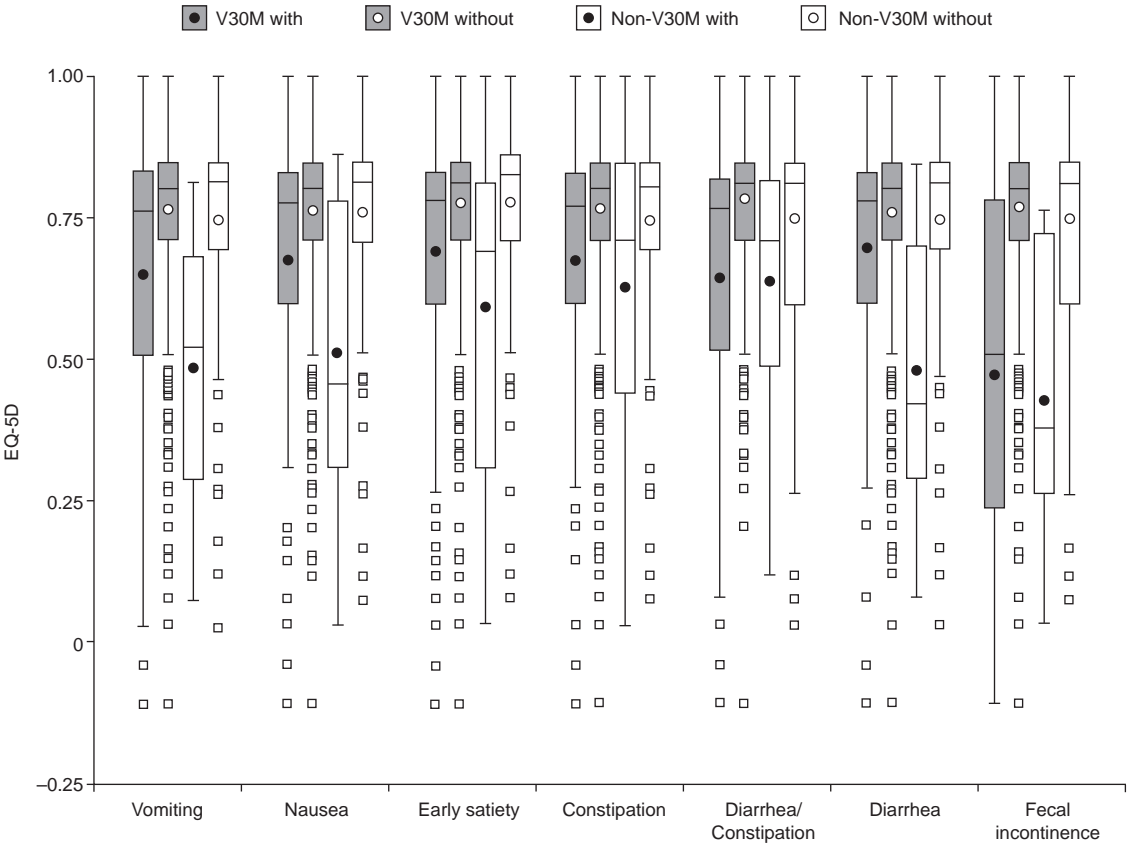 V30M with V30M without Non-V30M with Non-V30M without
1.00
0.75
0.50
0.25
0
–0.25
EQ-5D
Vomiting Nausea Early satiety Constipation Diarrhea/ Diarrhea Fecal
Constipation incontinence